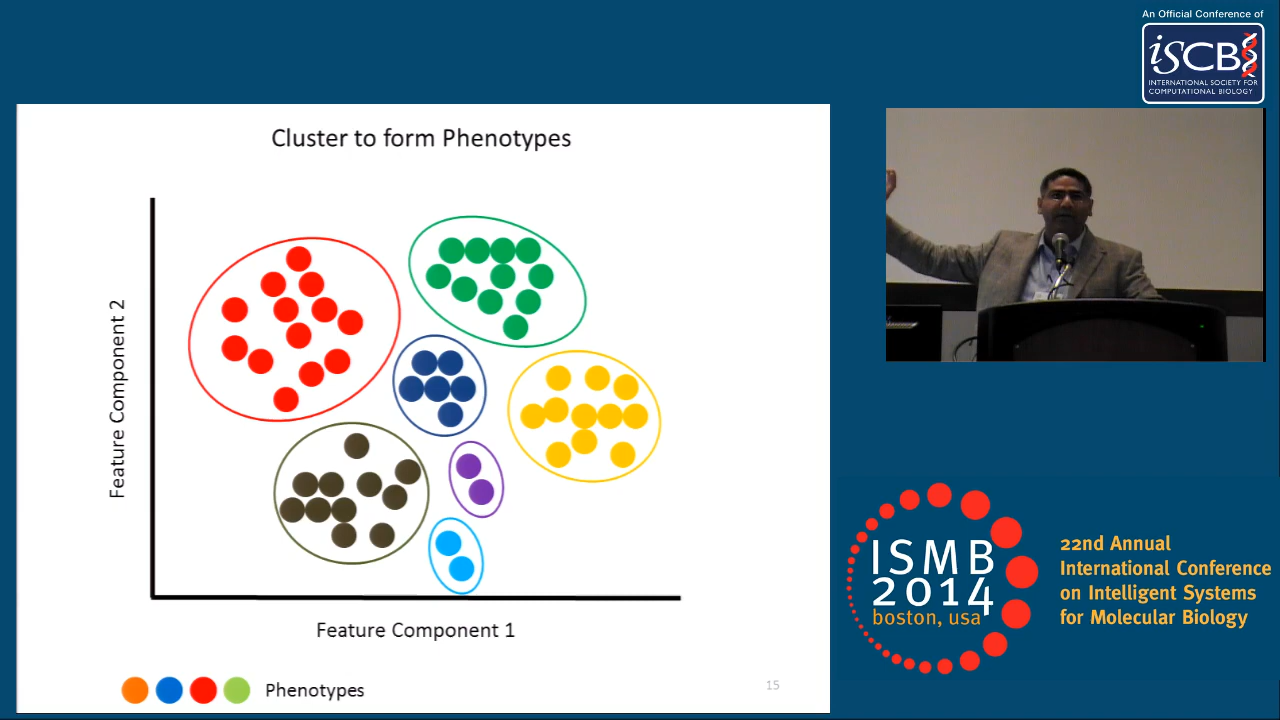 An Official Conference of
iSCB
INTERNATIONAL SOCIETY FOR
COMPUTATIONAL BIOLOGY
Cluster to form Phenotypes
Feature Component 2
Feature Component 1
Phenotypes
15
ISMB
2014
boston, usa
22nd Annual
International Conference
on Intelligent Systems
for Molecular Biology